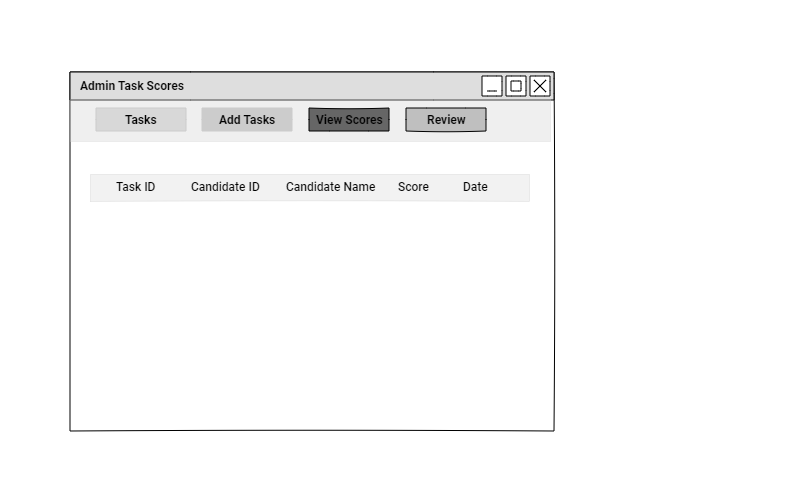 Admin Task Scores
Tasks Add Tasks View Scores Review
Task ID Candidate ID Candidate Name Score Date